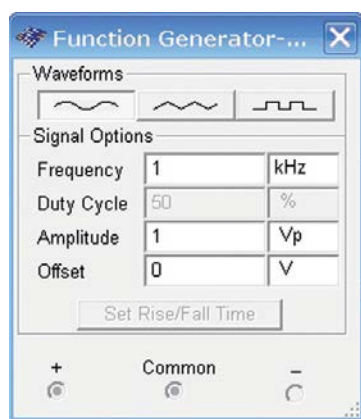 Function Generator-...
Waveforms
Signal Options
Frequency 1 kHz
Duty Cycle 50 %
Amplitude 1 Vp
Offset 0 V
Set Rise/Fall Time
+ Common –